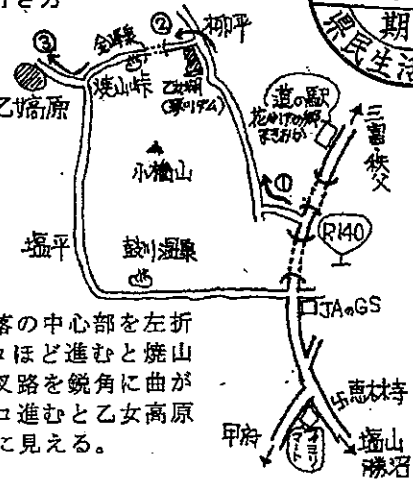 き方
期
県民生活
②
柳平
③
金峰泉
焼山峠
乙女湖
(琴川ダム)
乙女高原
道の駅
花かげの郷
まきおか
三富・秩父
小楢山
①
R140
塩平
鼓川温泉
JAのGS
落の中心部を左折
ロほど進むと焼山
叉路を鋭角に曲が
ロ進むと乙女高原
に見える。
卍恵林寺
甲府
塩山
勝沼